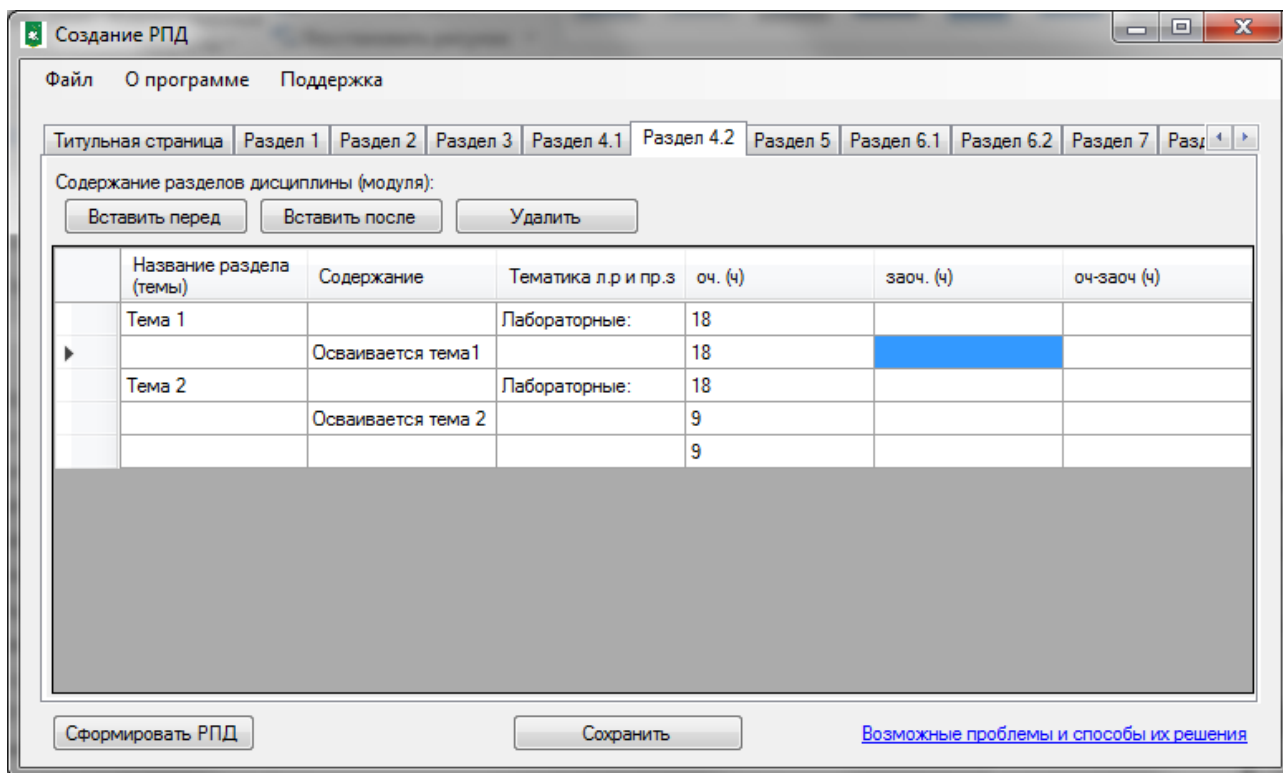 Создание РПД
Файл О программе Поддержка
Титульная страница Раздел 1 Раздел 2 Раздел 3 Раздел 4.1 Раздел 4.2 Раздел 5 Раздел 6.1 Раздел 6.2 Раздел 7 Разд
Содержание разделов дисциплины (модуля):
Вставить перед Вставить после Удалить
Название раздела (темы) Содержание Тематика л.р и пр.з оч. (ч) заоч. (ч) оч-заоч (ч)
Тема 1 Лабораторные: 18
Осваивается тема1 18
Тема 2 Лабораторные: 18
Осваивается тема 2 9
9
Сформировать РПД Сохранить Возможные проблемы и способы их решения